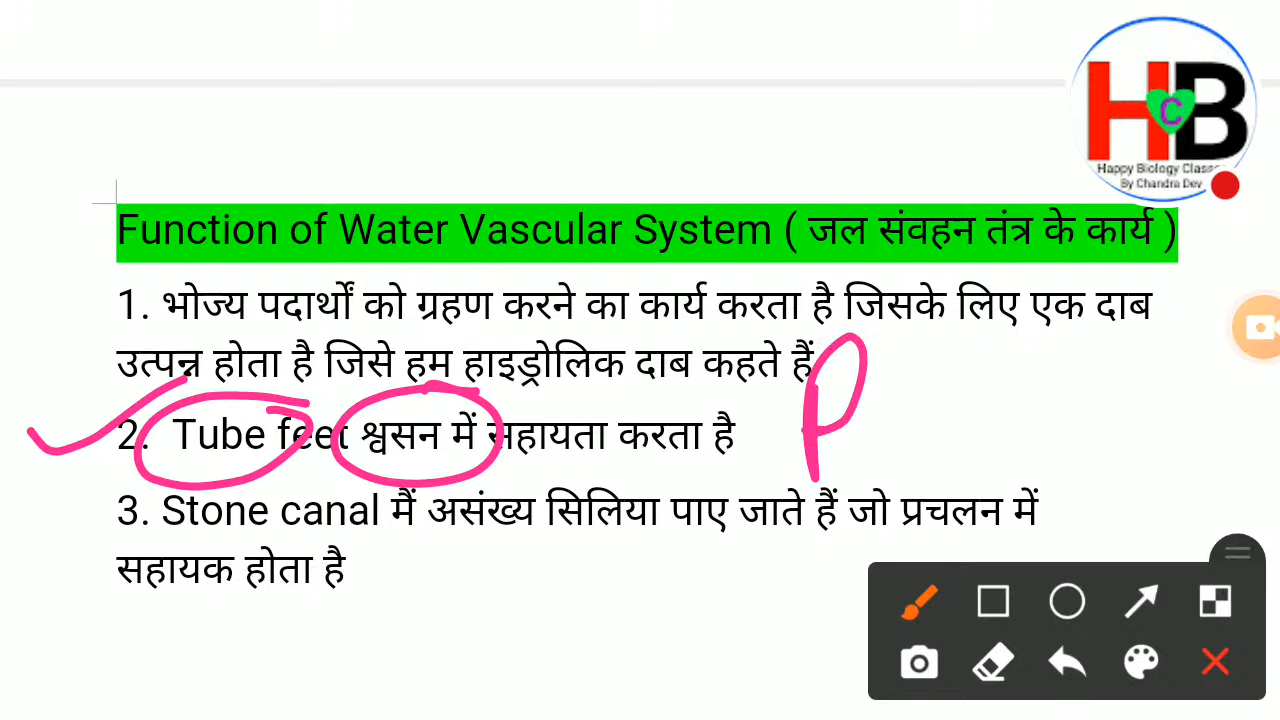 HCB
Happy Biology Classe
By Chandra Dev
Function of Water Vascular System ( जल संवहन तंत्र के कार्य )
1. भोज्य पदार्थों को ग्रहण करने का कार्य करता है जिसके लिए एक दाब
उत्पन्न होता है जिसे हम हाइड्रोलिक दाब कहते हैं
2. Tube feet श्वसन में सहायता करता है
P
3. Stone canal मैं असंख्य सिलिया पाए जाते हैं जो प्रचलन में
सहायक होता है